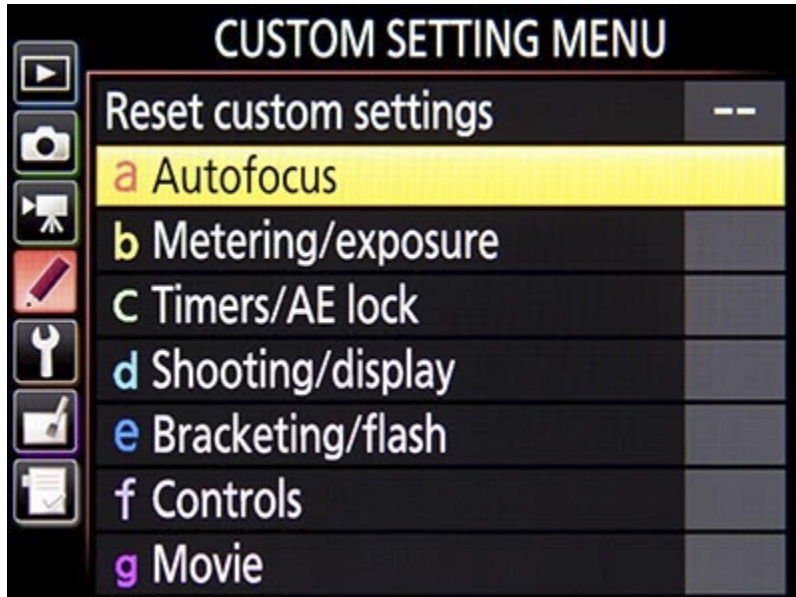 CUSTOM SETTING MENU
Reset custom settings --
a Autofocus
b Metering/exposure
c Timers/AE lock
d Shooting/display
e Bracketing/flash
f Controls
g Movie